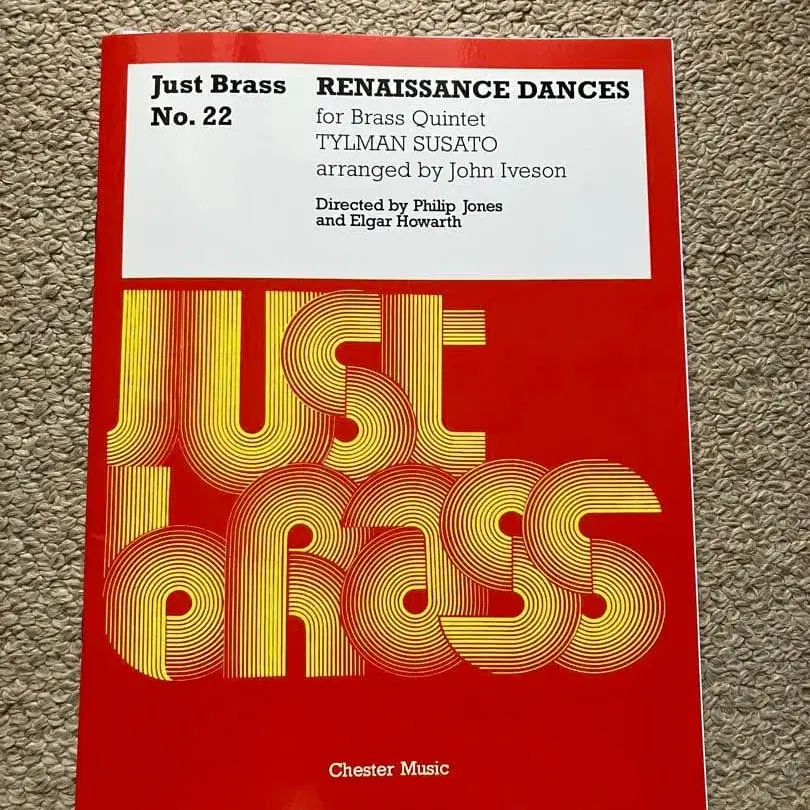 Just Brass
No. 22
RENAISSANCE DANCES
for Brass Quintet
TYLMAN SUSATO
arranged by John Iveson
Directed by Philip Jones
and Elgar Howarth
Just
bRass
Chester Music